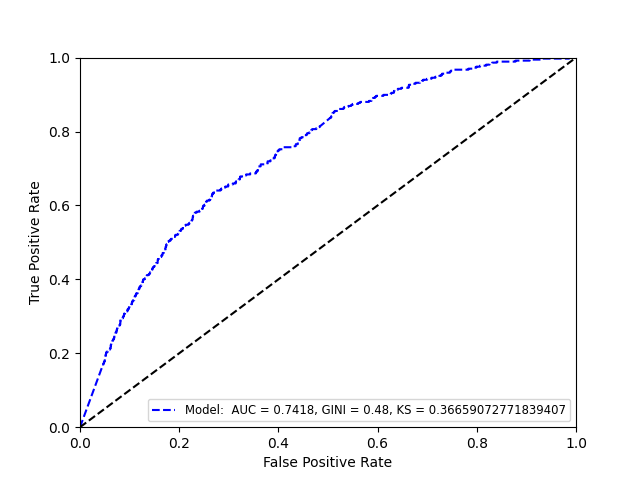 1.0
0.8
0.6
0.4
0.2
0.0
True Positive Rate
Model:  AUC = 0.7418, GINI = 0.48, KS = 0.36659072771839407
0.0 0.2 0.4 0.6 0.8 1.0
False Positive Rate